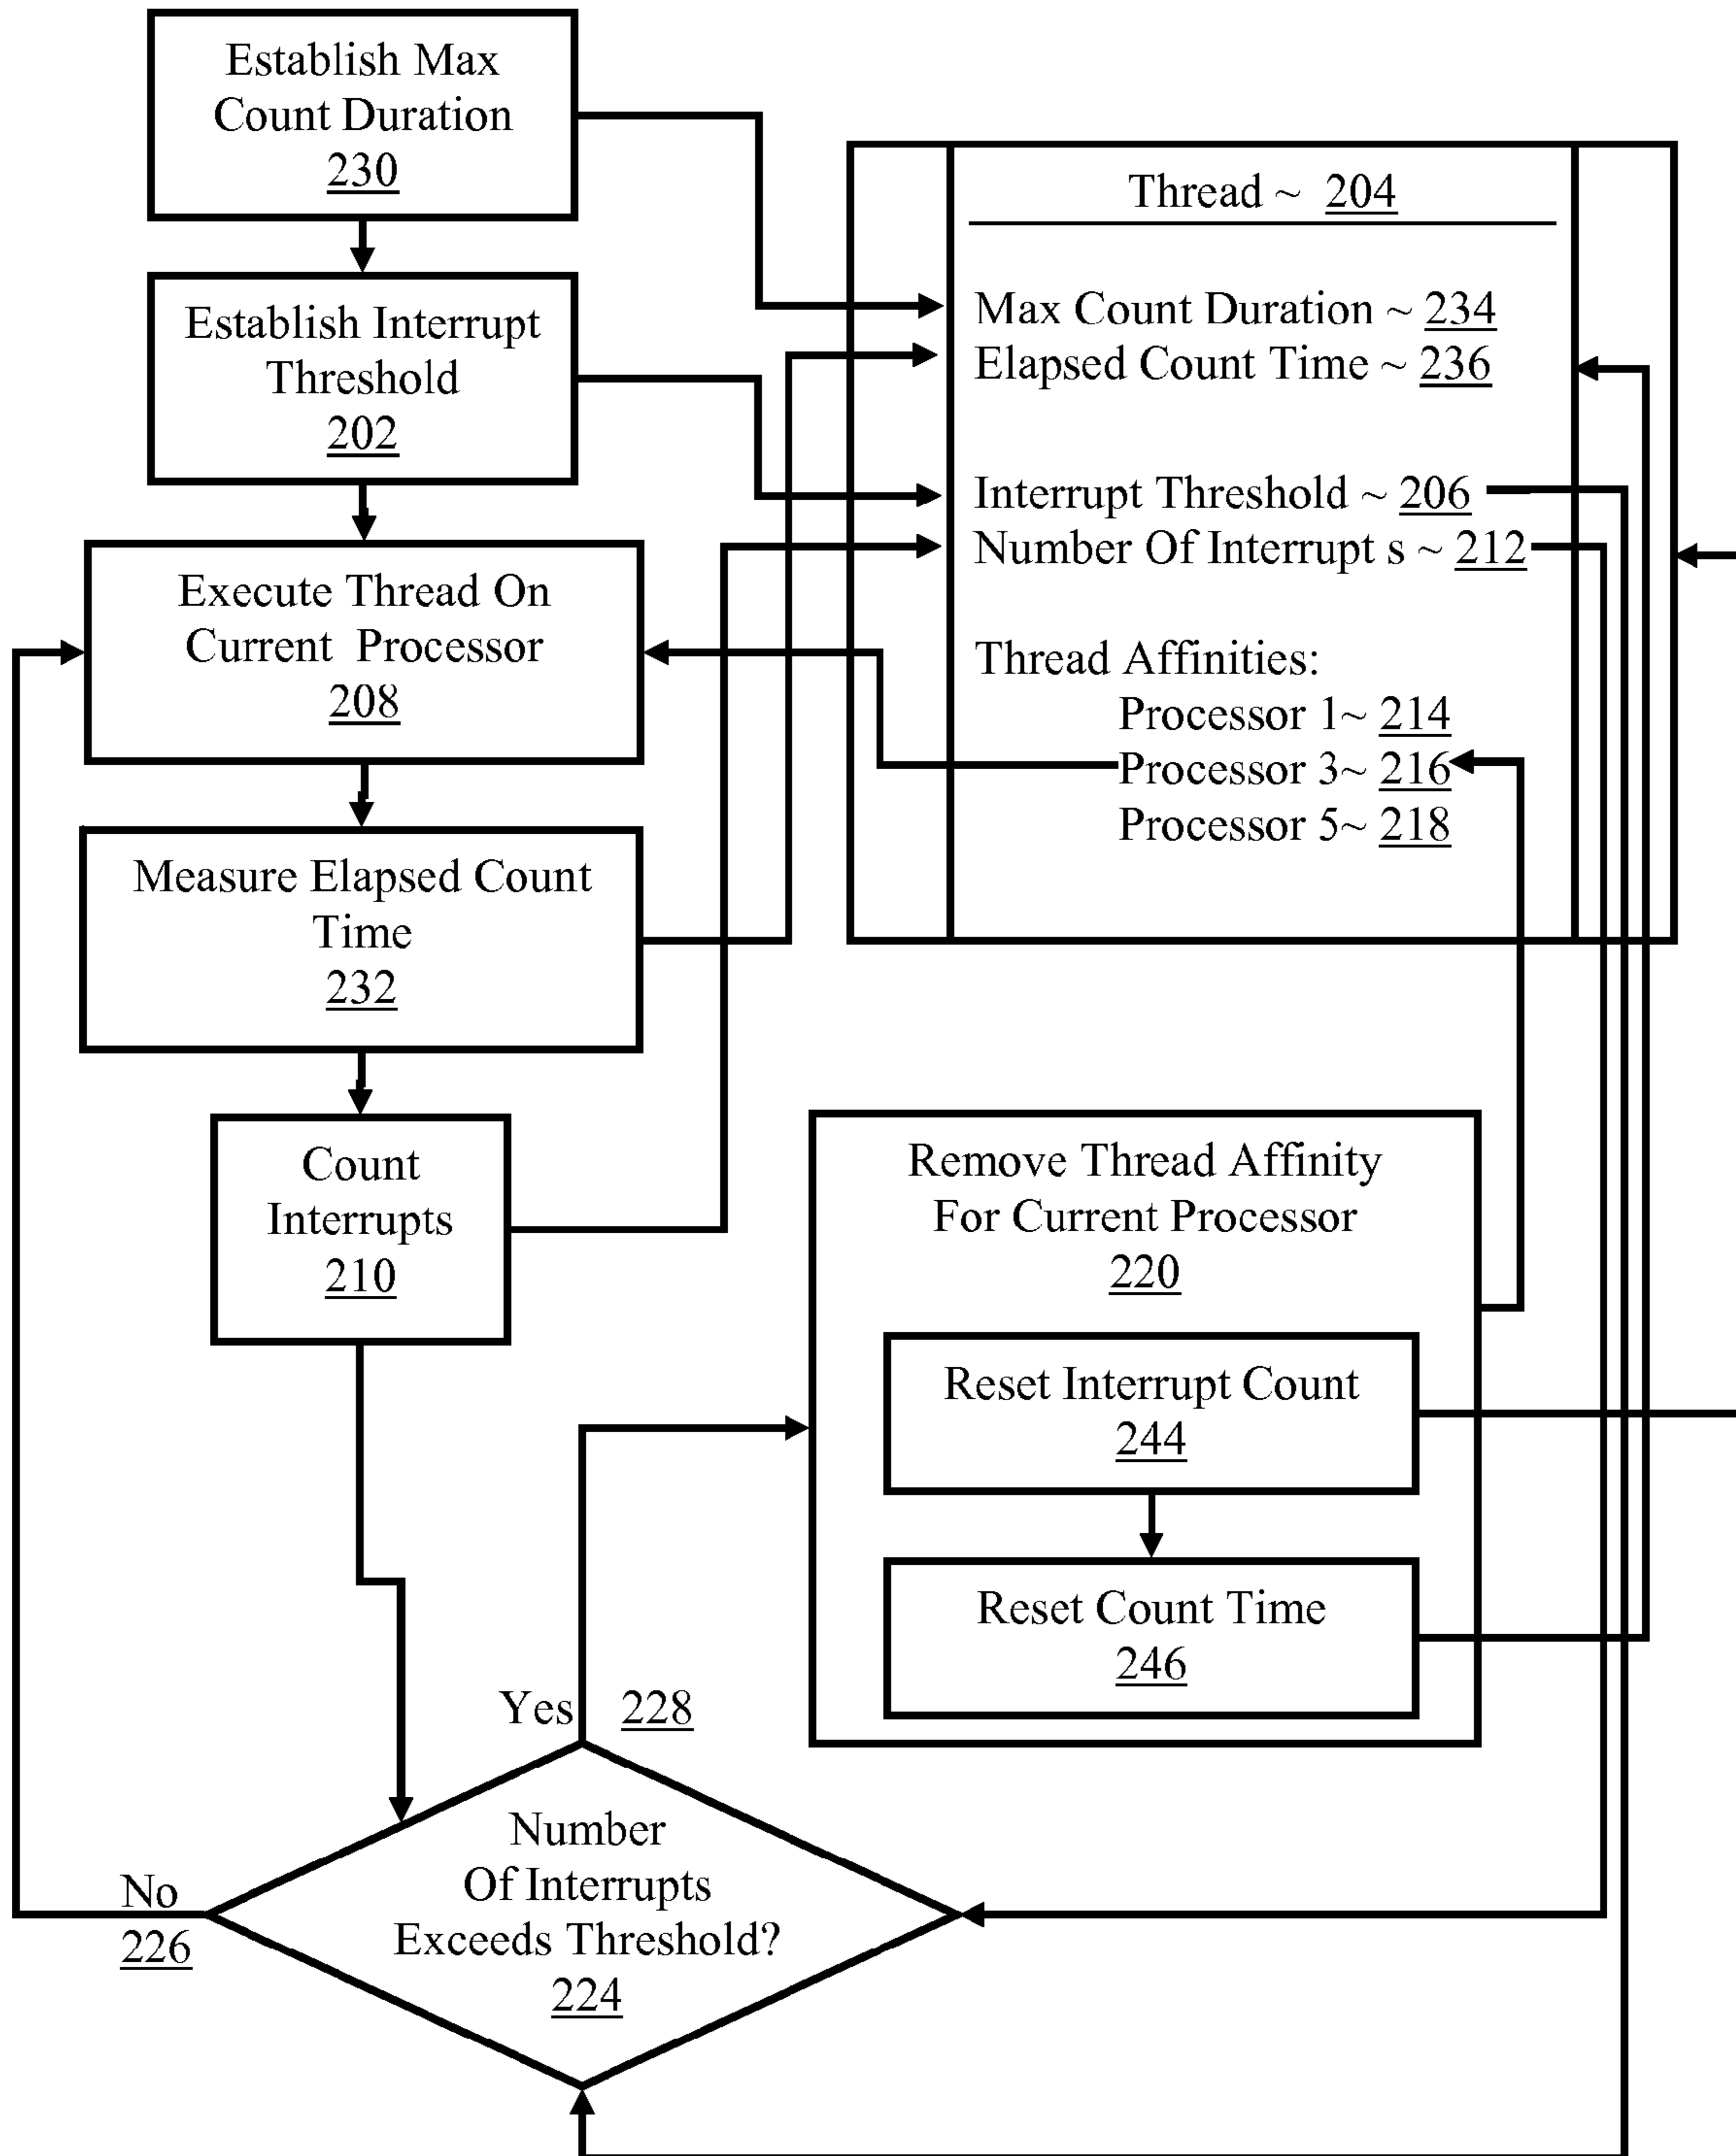 Establish Max
Count Duration
230
Establish Interrupt
Threshold
202
Execute Thread On
Current Processor
208
Measure Elapsed Count
Time
232
Count
Interrupts
210
Thread ~ 204
Max Count Duration ~ 234
Elapsed Count Time ~ 236
Interrupt Threshold ~ 206
Number Of Interrupt s ~ 212
Thread Affinities:
Processor 1~ 214
Processor 3~ 216
Processor 5~ 218
Remove Thread Affinity
For Current Processor
220
Reset Interrupt Count
244
Reset Count Time
246
Yes 228
No
226
Number
Of Interrupts
Exceeds Threshold?
224